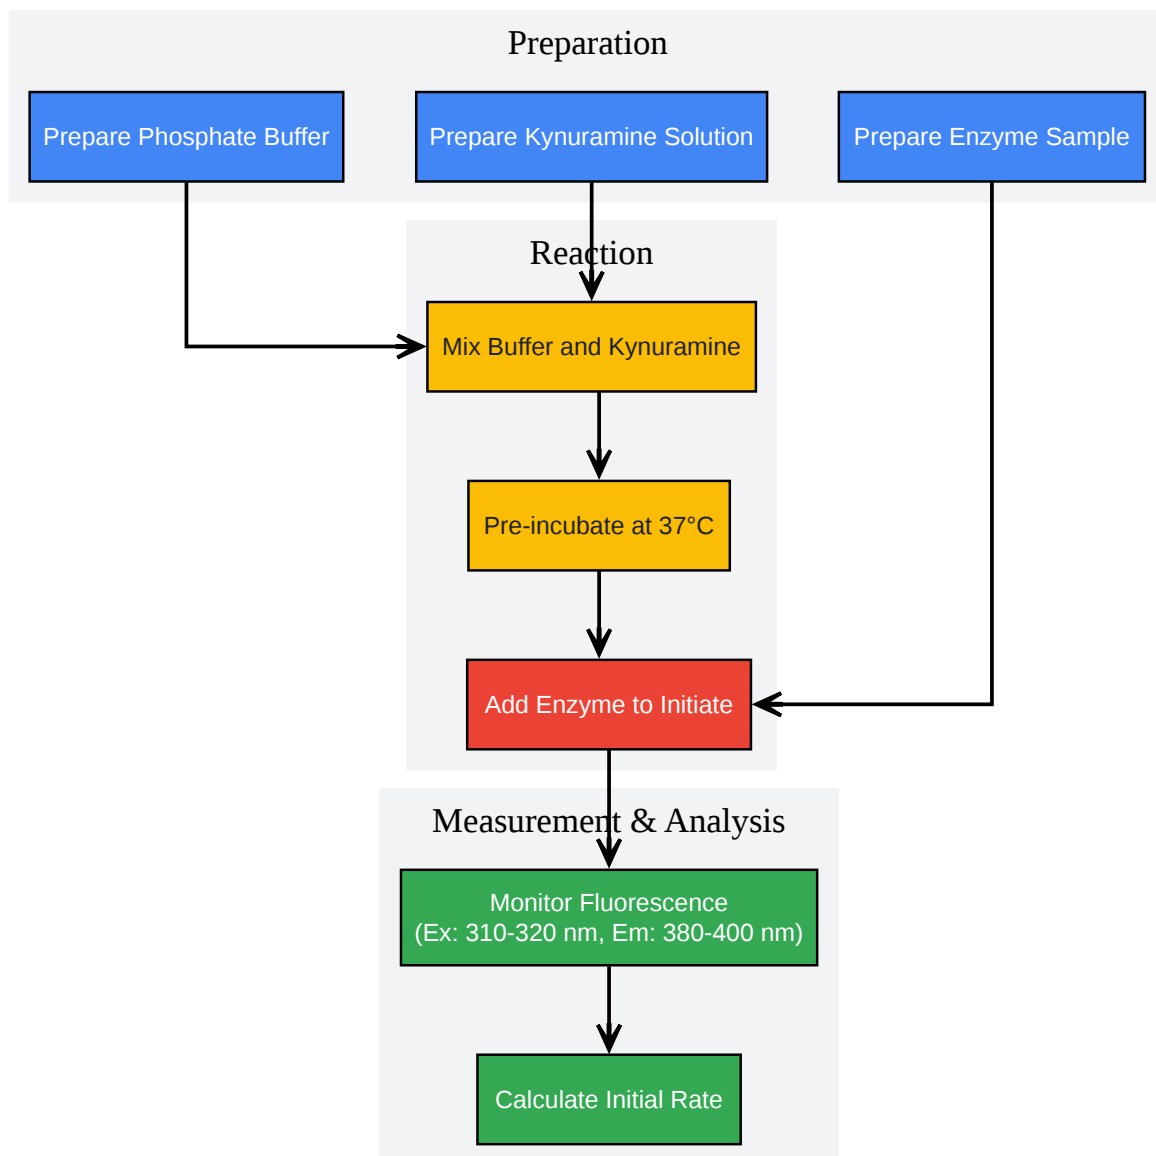 Preparation
Prepare Phosphate Buffer
Prepare Kynuramine Solution
Prepare Enzyme Sample
Reaction
Mix Buffer and Kynuramine
Pre-incubate at 37°C
Add Enzyme to Initiate
Measurement & Analysis
Monitor Fluorescence
(Ex: 310-320 nm, Em: 380-400 nm)
Calculate Initial Rate